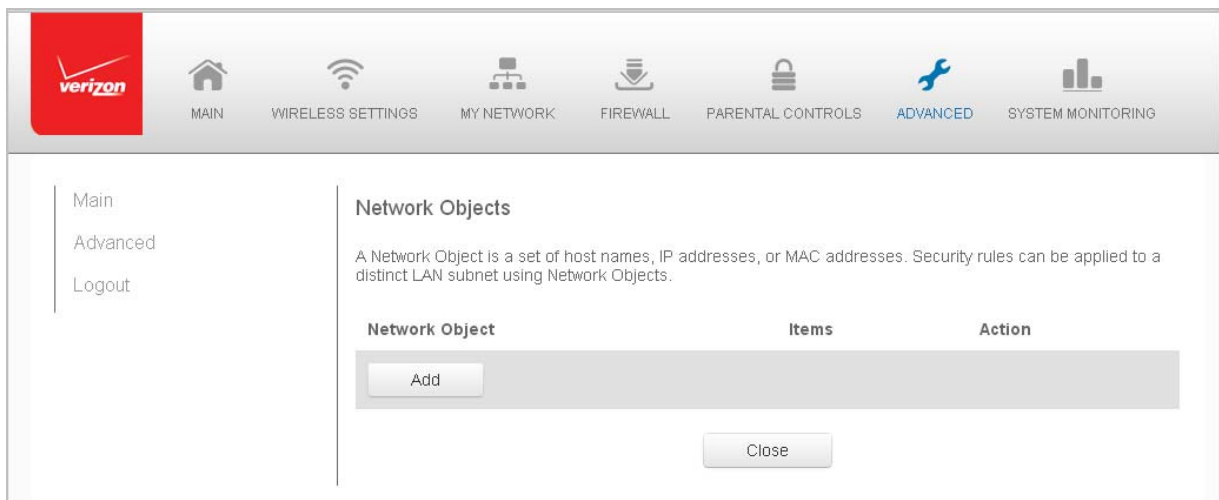 verizon
MAIN
WIRELESS SETTINGS
MY NETWORK
FIREWALL
PARENTAL CONTROLS
ADVANCED
SYSTEM MONITORING
Main
Advanced
Logout
Network Objects
A Network Object is a set of host names, IP addresses, or MAC addresses. Security rules can be applied to a
distinct LAN subnet using Network Objects.
Network Object Items Action
Add
Close